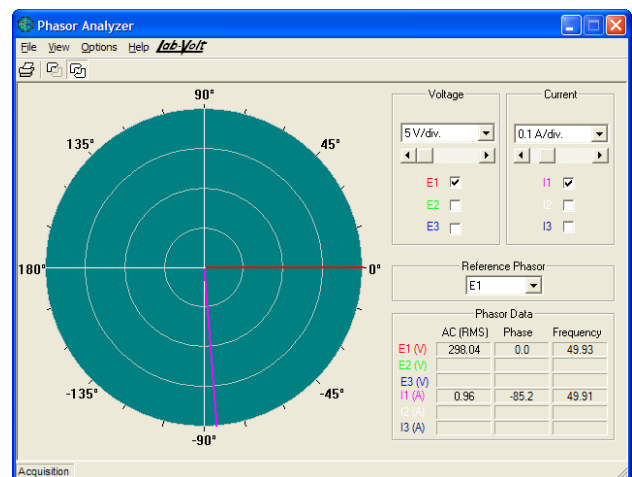 Phasor Analyzer
File View Options Help Lab-Volt
90°
135°
45°
180°
0°
-135°
-45°
-90°
Voltage
5 V/div.
E1
E2
E3
Current
0.1 A/div.
I1
I2
I3
Reference Phasor
E1
Phasor Data
AC (RMS) Phase Frequency
E1 (V) 298.04 0.0 49.93
E2 (V)
E3 (V)
I1 (A) 0.96 -85.2 49.91
I2 (A)
I3 (A)
Acquisition